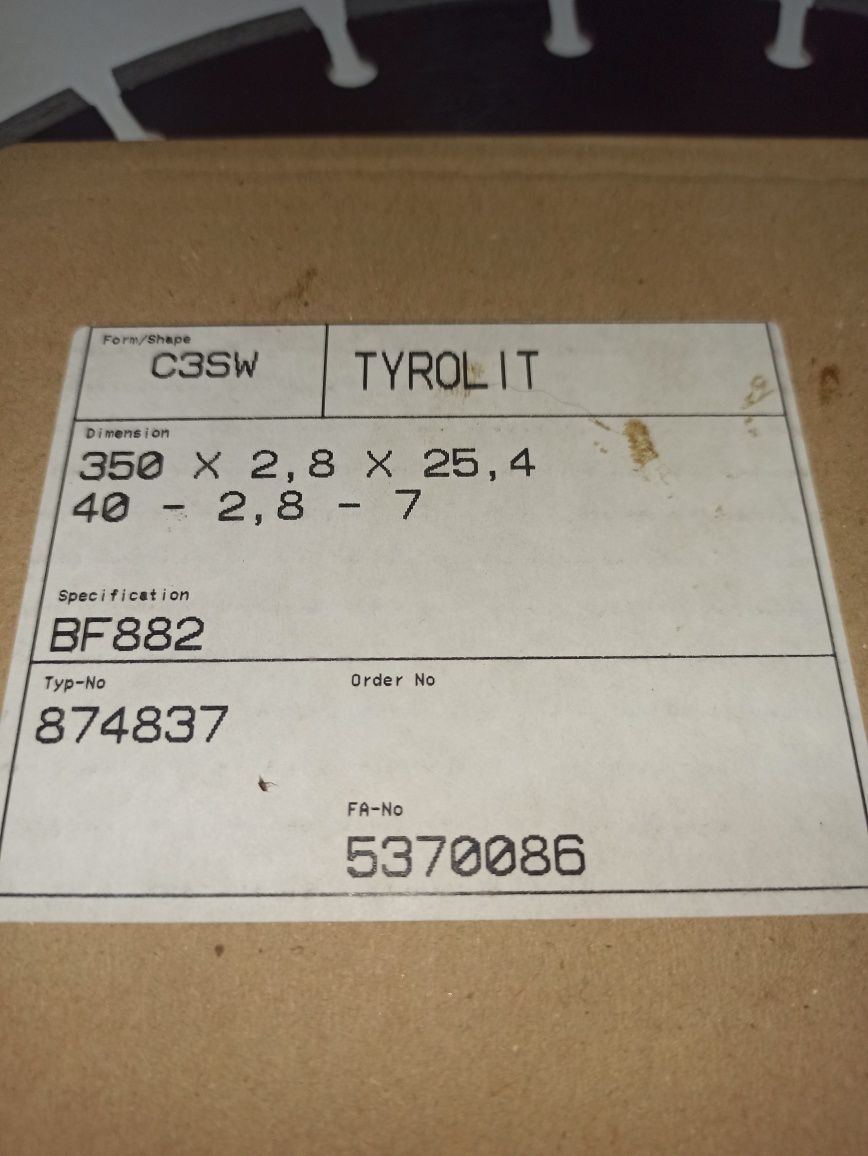 Form/Shape
C3SW
TYROLIT
Dimension
350 X 2,8 X 25,4
40 - 2,8 - 7
Specification
BF882
Typ-No
Order No
874837
FA-No
5370086